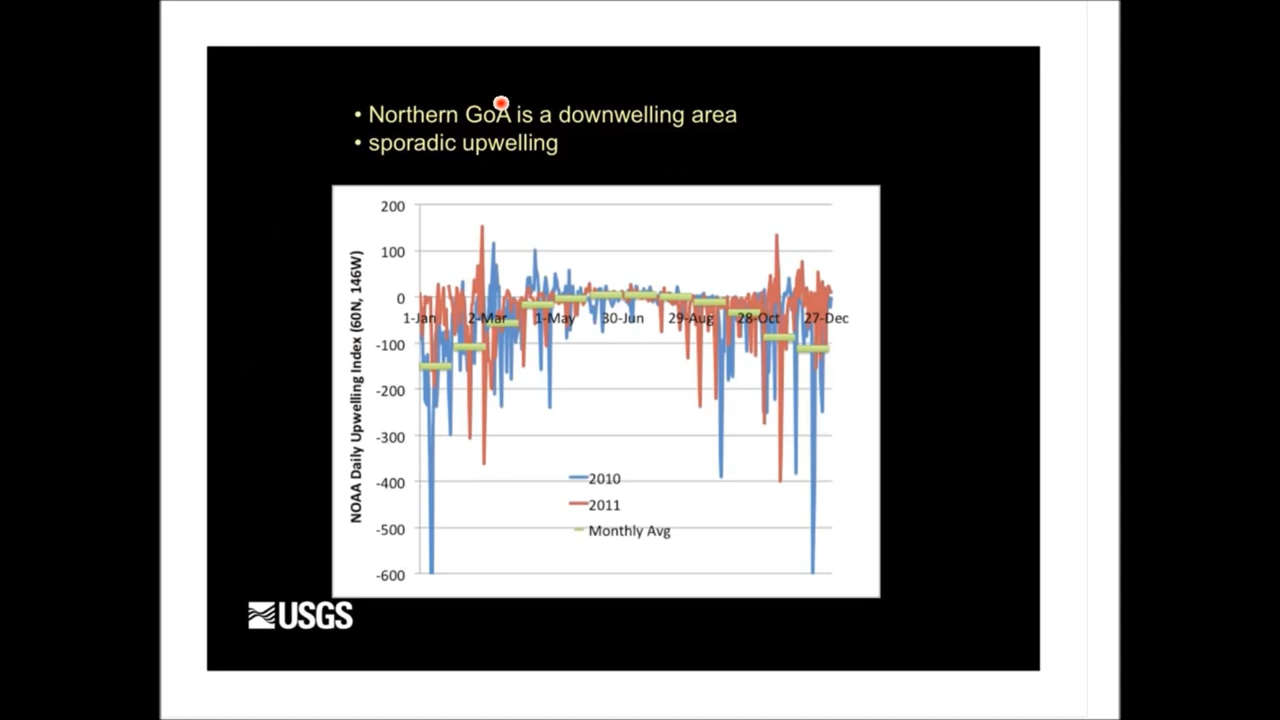 • Northern GoA is a downwelling area
• sporadic upwelling
NOAA Daily Upwelling Index (60N, 146W)
200
100
0
-100
-200
-300
-400
-500
-600
1-Jan 2-Mar 1-May 30-Jun 29-Aug 28-Oct 27-Dec
2010
2011
Monthly Avg
USGS